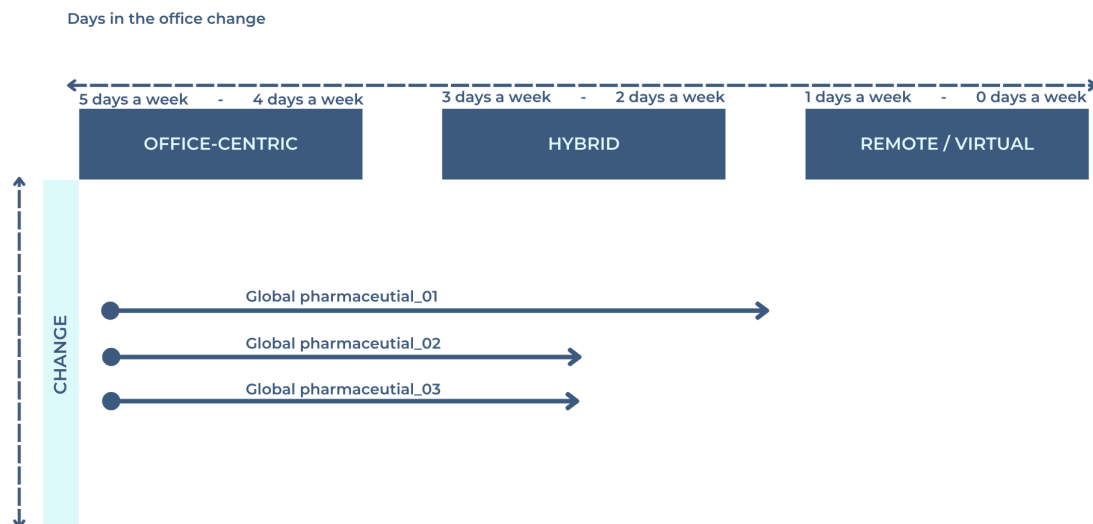 Days in the office change
5 days a week - 4 days a week
3 days a week - 2 days a week
1 days a week - 0 days a week
OFFICE-CENTRIC
HYBRID
REMOTE / VIRTUAL
CHANGE
Global pharmaceutial_01
Global pharmaceutial_02
Global pharmaceutial_03